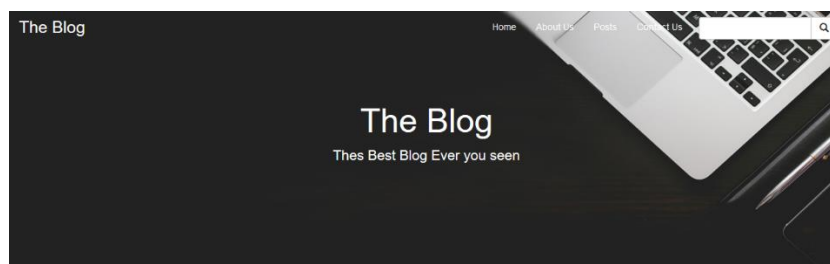 The Blog
Home About Us Posts Contact Us
The Blog
Thes Best Blog Ever you seen